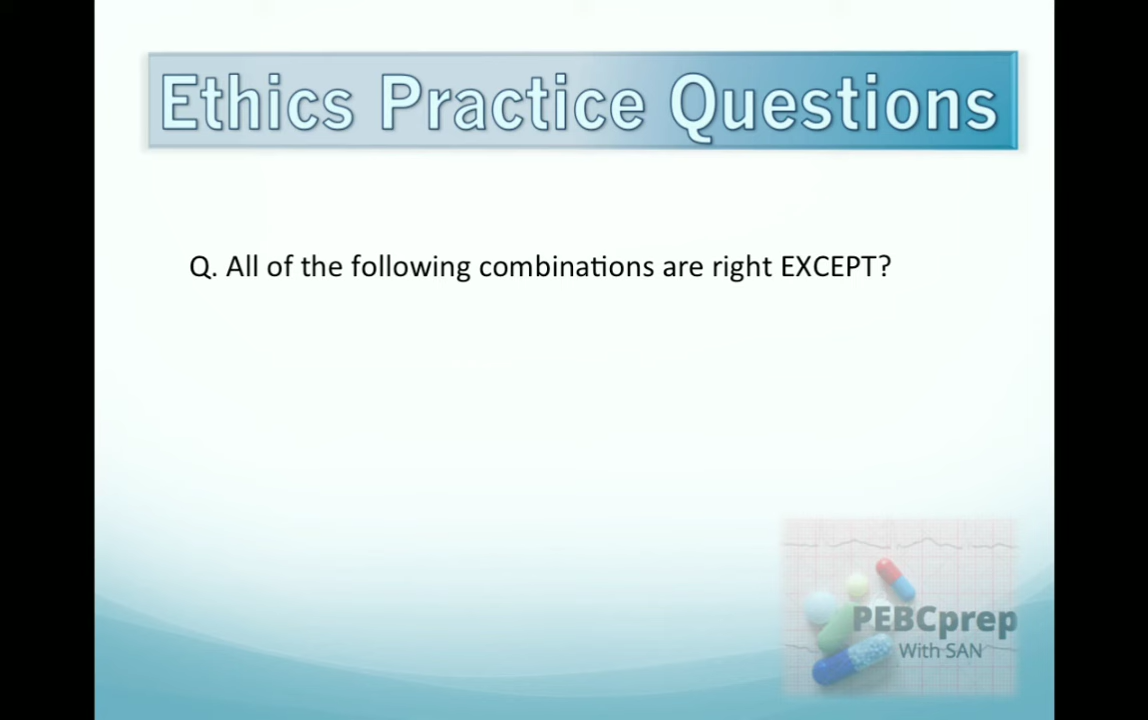 Ethics Practice Questions
Q. All of the following combinations are right EXCEPT?
PEBCprep
With SAN